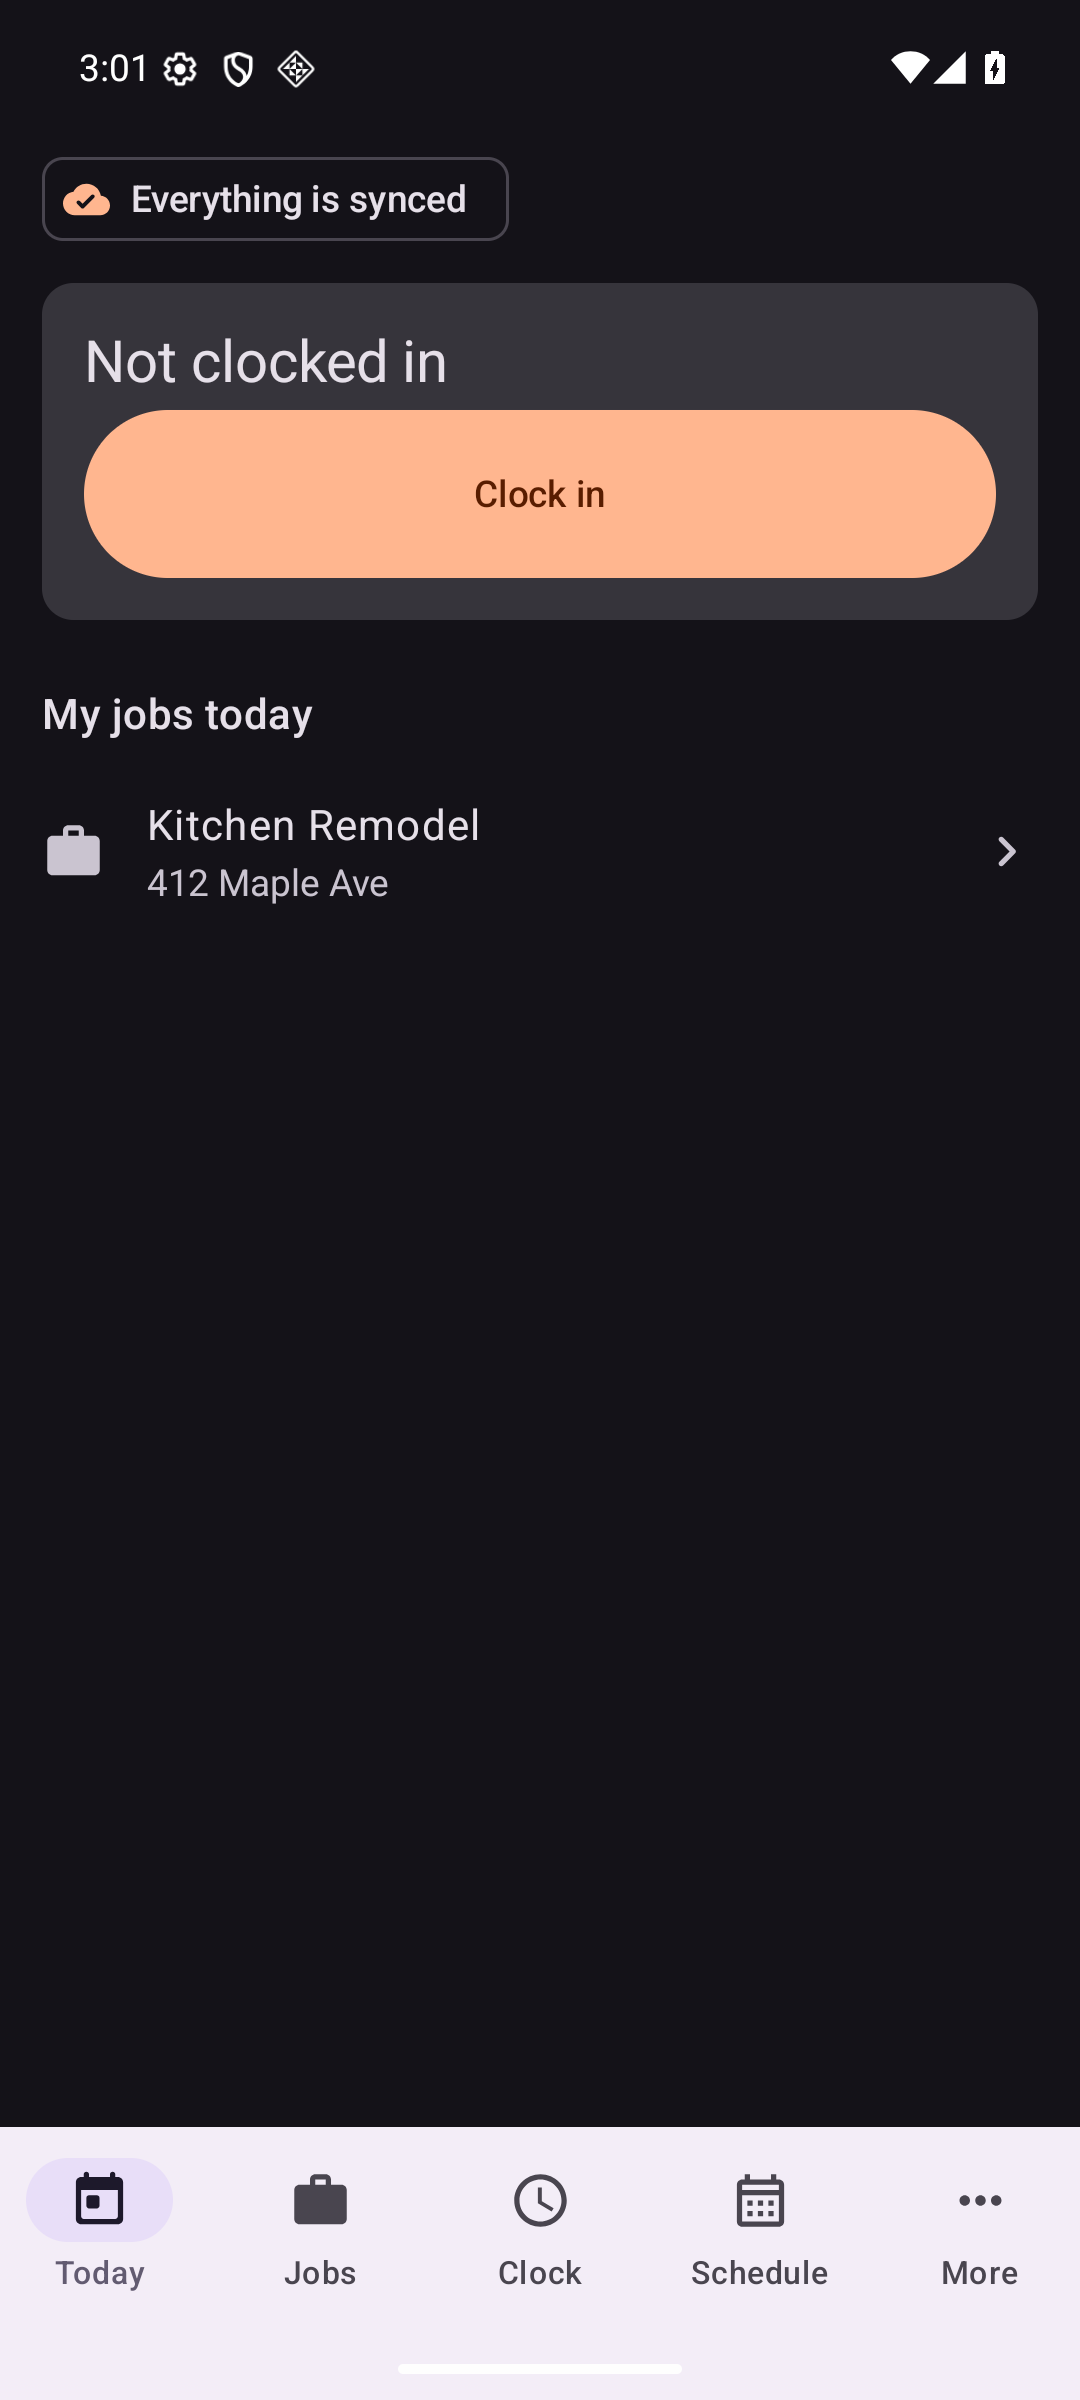 3:01
Everything is synced
Not clocked in
Clock in
My jobs today
Kitchen Remodel
412 Maple Ave
Today
Jobs
Clock
Schedule
More